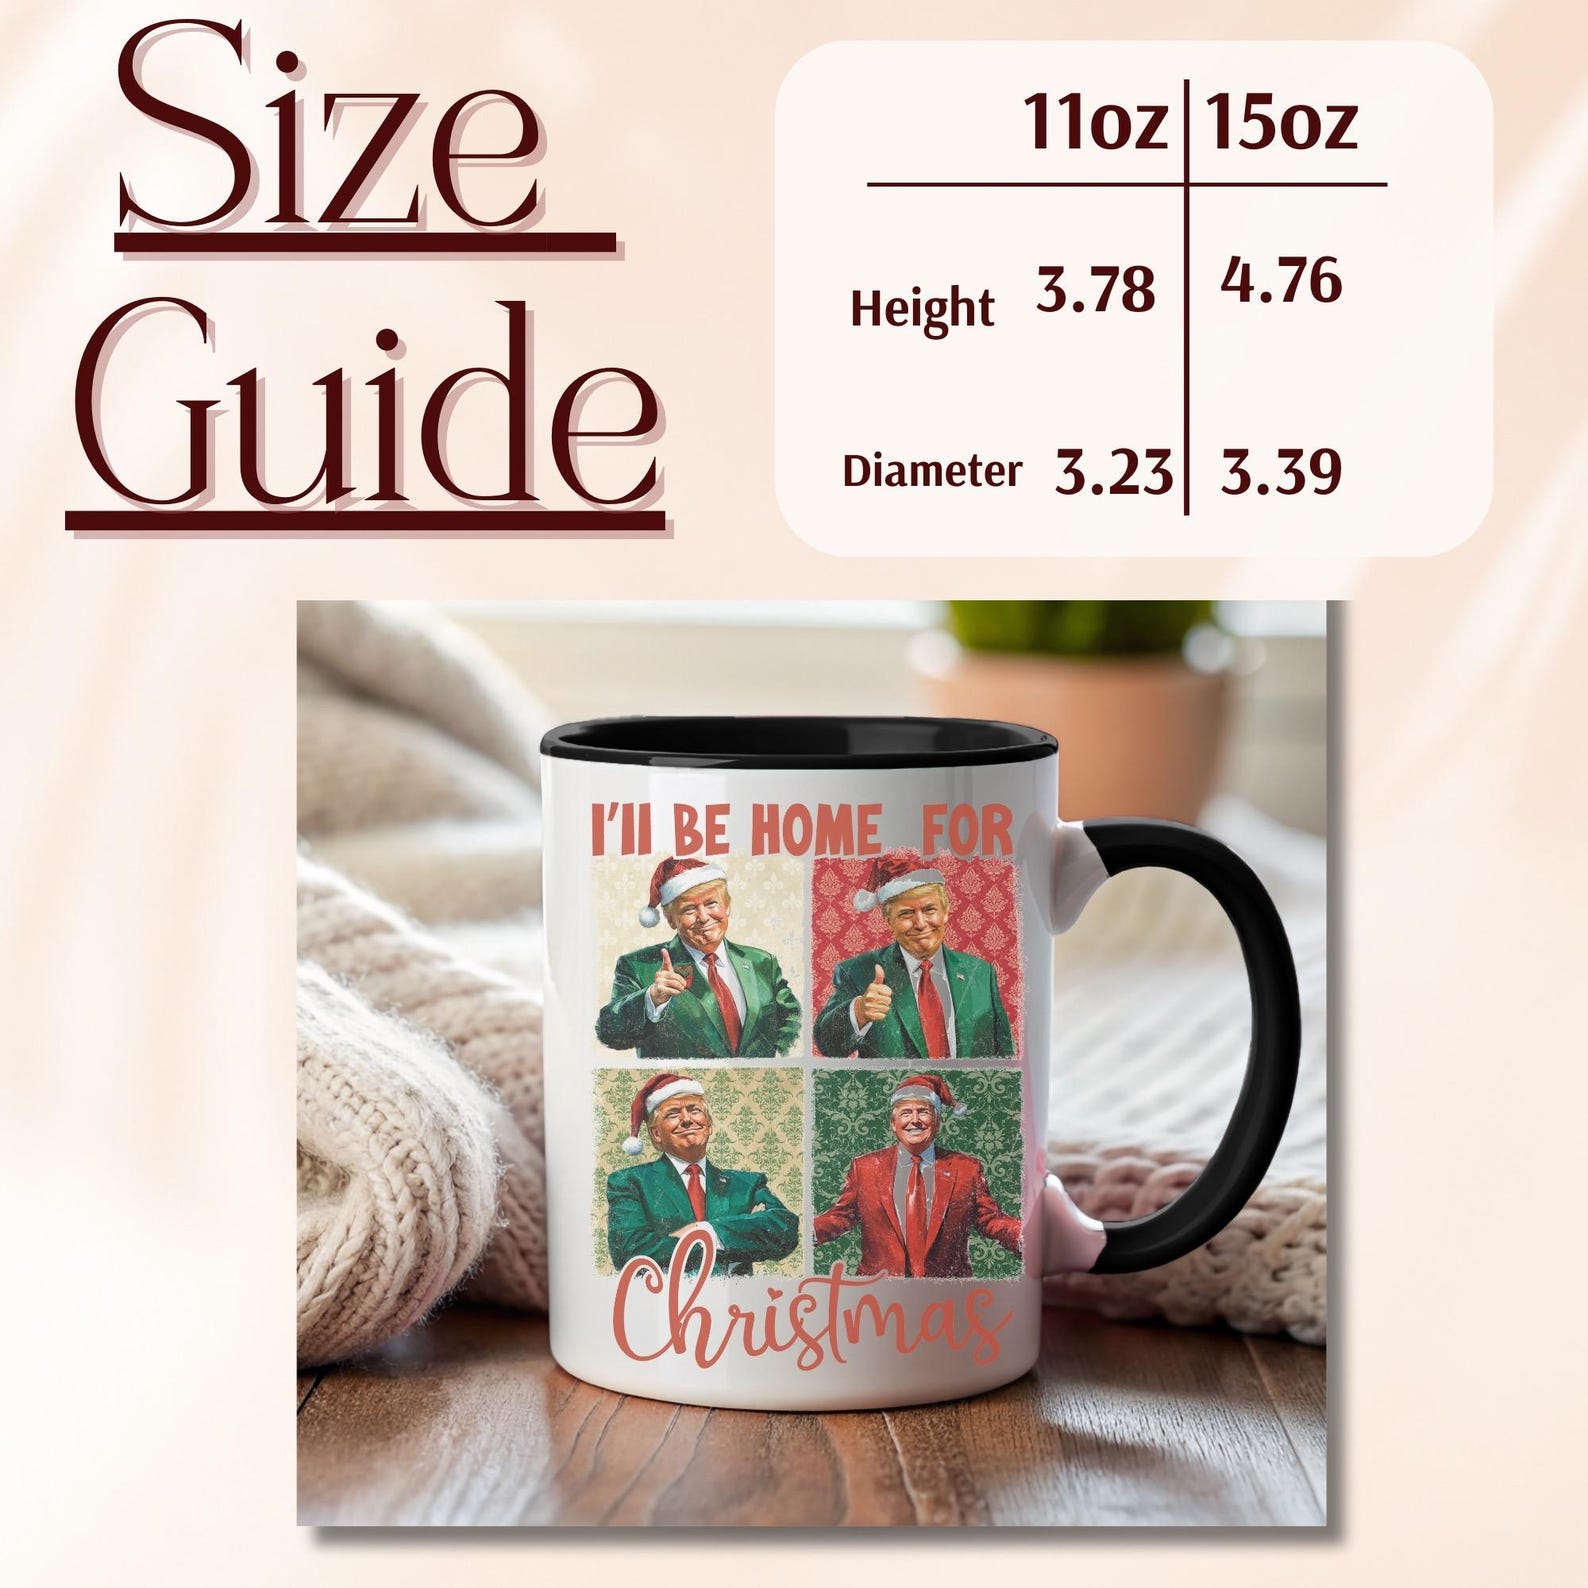 Size
Guide
11oz 15oz
Height 3.78 4.76
Diameter 3.23 3.39
I'll BE HOME FOR
Christmas